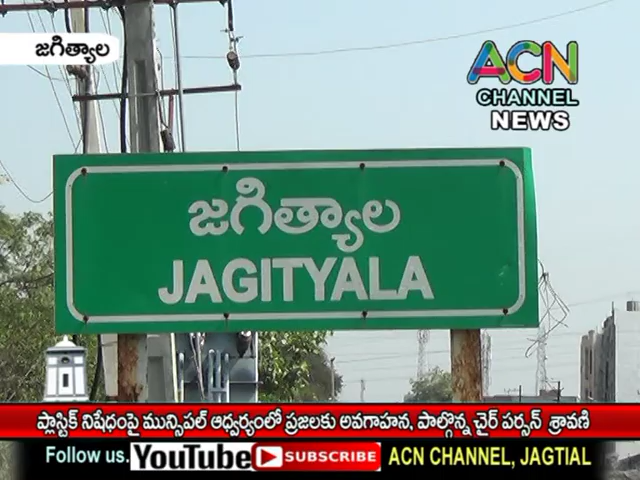 జగిత్యాల
ACN
CHANNEL
NEWS
జగిత్యాల
JAGITYALA
ప్లాస్టిక్ నిషేధంపై మున్సిపల్ ఆధ్వర్యంలో ప్రజలకు అవగాహన, పాల్గొన్న చైర్ పర్సన్ శ్రావణి
Follow us. YouTube SUBSCRIBE ACN CHANNEL, JAGTIAL